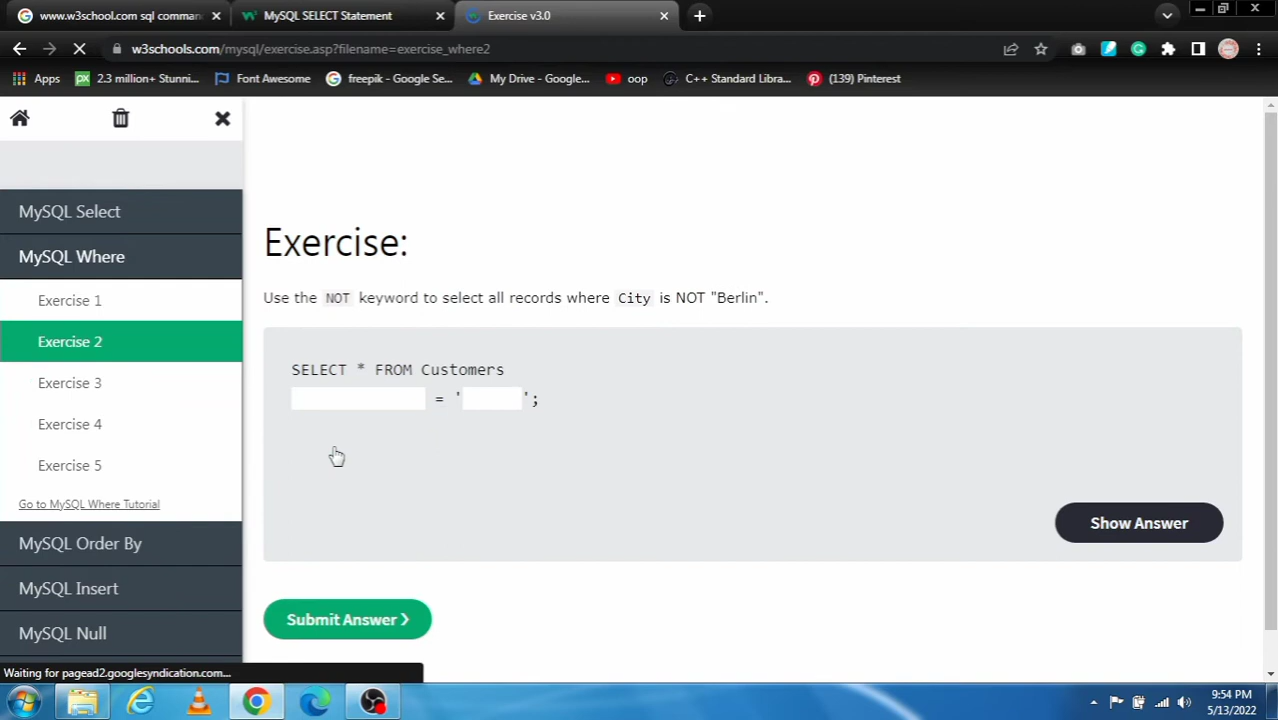 www.w3school.com sql comman
MySQL SELECT Statement
Exercise v3.0
w3schools.com/mysql/exercise.asp?filename=exercise_where2
Apps
2.3 million+ Stunni...
Font Awesome
freepik - Google Se...
My Drive - Google...
oop
C++ Standard Libra...
(139) Pinterest
MySQL Select
MySQL Where
Exercise 1
Exercise 2
Exercise 3
Exercise 4
Exercise 5
Go to MySQL Where Tutorial
MySQL Order By
MySQL Insert
MySQL Null
Exercise:
Use the NOT keyword to select all records where City is NOT "Berlin".
SELECT * FROM Customers
= ' ';
Show Answer
Submit Answer ❯
Waiting for pagead2.googlesyndication.com...
9:54 PM
5/13/2022